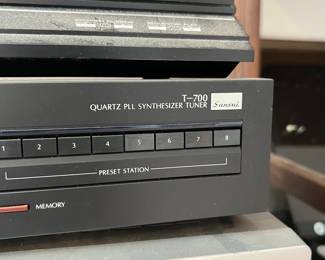 T-700
QUARTZ PLL SYNTHESIZER TUNER Sansui
1 2 3 4 5 6 7 8
PRESET STATION
MEMORY